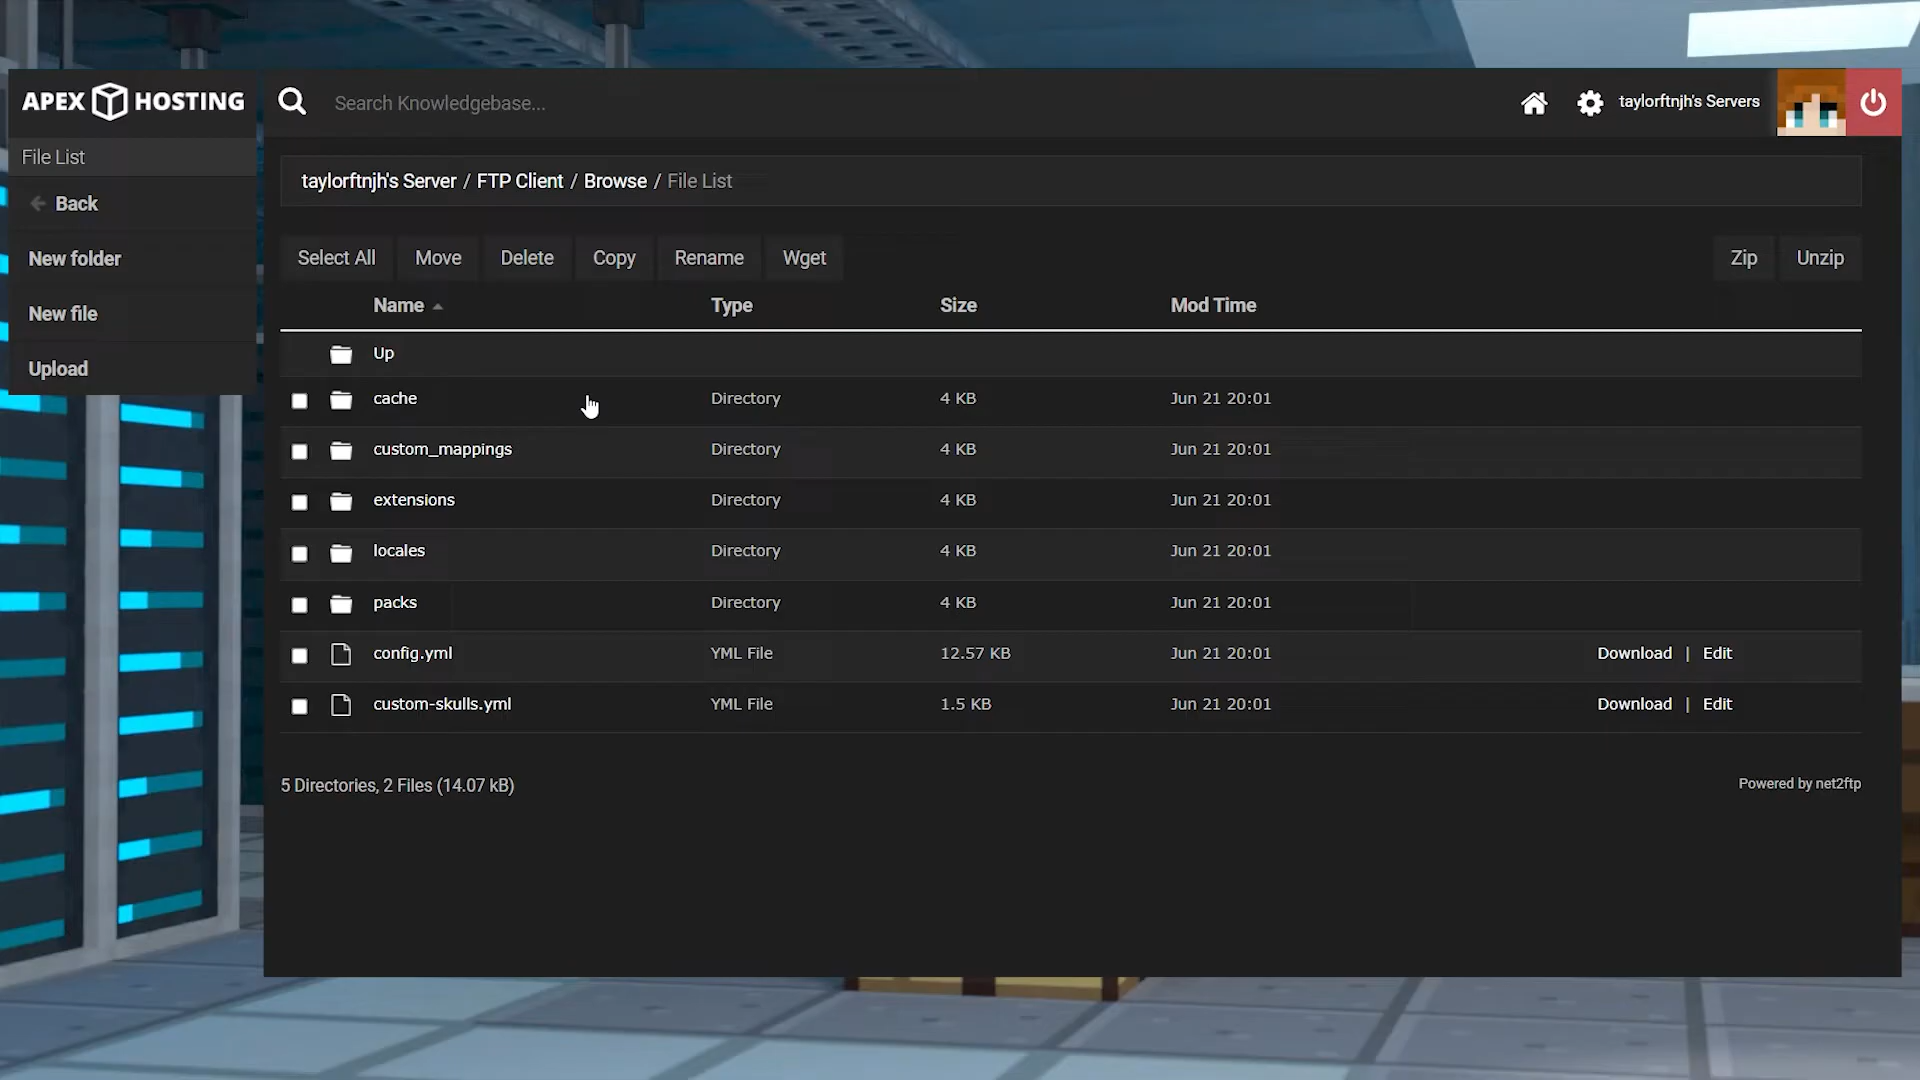 APEX HOSTING
Search Knowledgebase...
taylorftnjh's Servers
File List
Back
New folder
New file
Upload
taylorftnjh's Server / FTP Client / Browse / File List
Select All Move Delete Copy Rename Wget Zip Unzip
Name Type Size Mod Time
Up
cache Directory 4 KB Jun 21 20:01
custom_mappings Directory 4 KB Jun 21 20:01
extensions Directory 4 KB Jun 21 20:01
locales Directory 4 KB Jun 21 20:01
packs Directory 4 KB Jun 21 20:01
config.yml YML File 12.57 KB Jun 21 20:01 Download | Edit
custom-skulls.yml YML File 1.5 KB Jun 21 20:01 Download | Edit
5 Directories, 2 Files (14.07 kB)
Powered by net2ftp